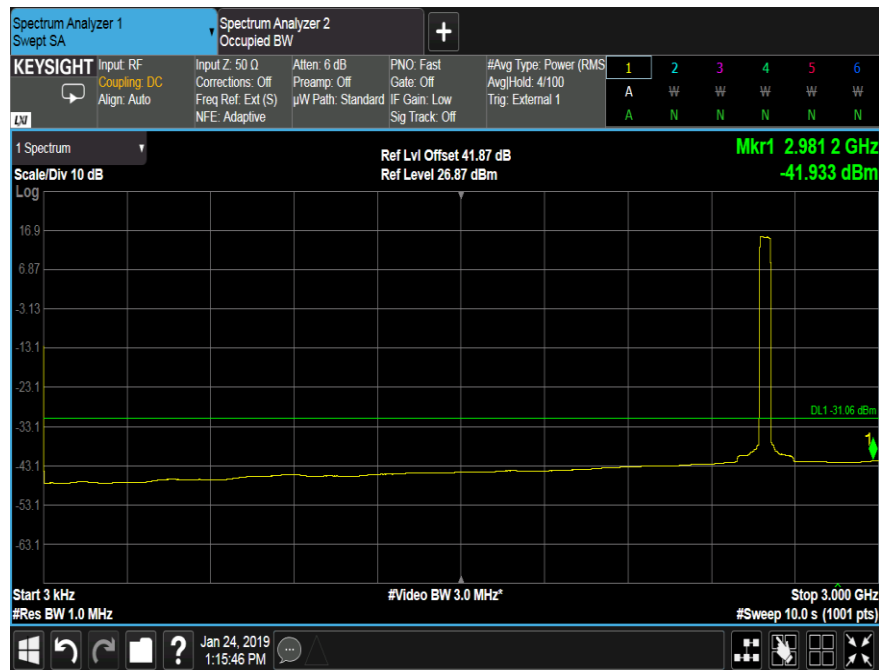 Spectrum Analyzer 1
Swept SA
Spectrum Analyzer 2
Occupied BW
+
KEYSIGHT
LXI
Input: RF
Coupling: DC
Align: Auto
Input Z: 50 Ω
Corrections: Off
Freq Ref: Ext (S)
NFE: Adaptive
Atten: 6 dB
Preamp: Off
µW Path: Standard
PNO: Fast
Gate: Off
IF Gain: Low
Sig Track: Off
#Avg Type: Power (RMS
Avg|Hold: 4/100
Trig: External 1
1 2 3 4 5 6
A W W W W W
A N N N N N
1 Spectrum
Scale/Div 10 dB
Ref Lvl Offset 41.87 dB
Ref Level 26.87 dBm
Mkr1 2.981 2 GHz
-41.933 dBm
Log
16.9
6.87
-3.13
-13.1
-23.1
DL1 -31.06 dBm
-33.1
1
-43.1
-53.1
-63.1
Start 3 kHz
#Video BW 3.0 MHz*
Stop 3.000 GHz
#Res BW 1.0 MHz
#Sweep 10.0 s (1001 pts)
?
Jan 24, 2019
1:15:46 PM